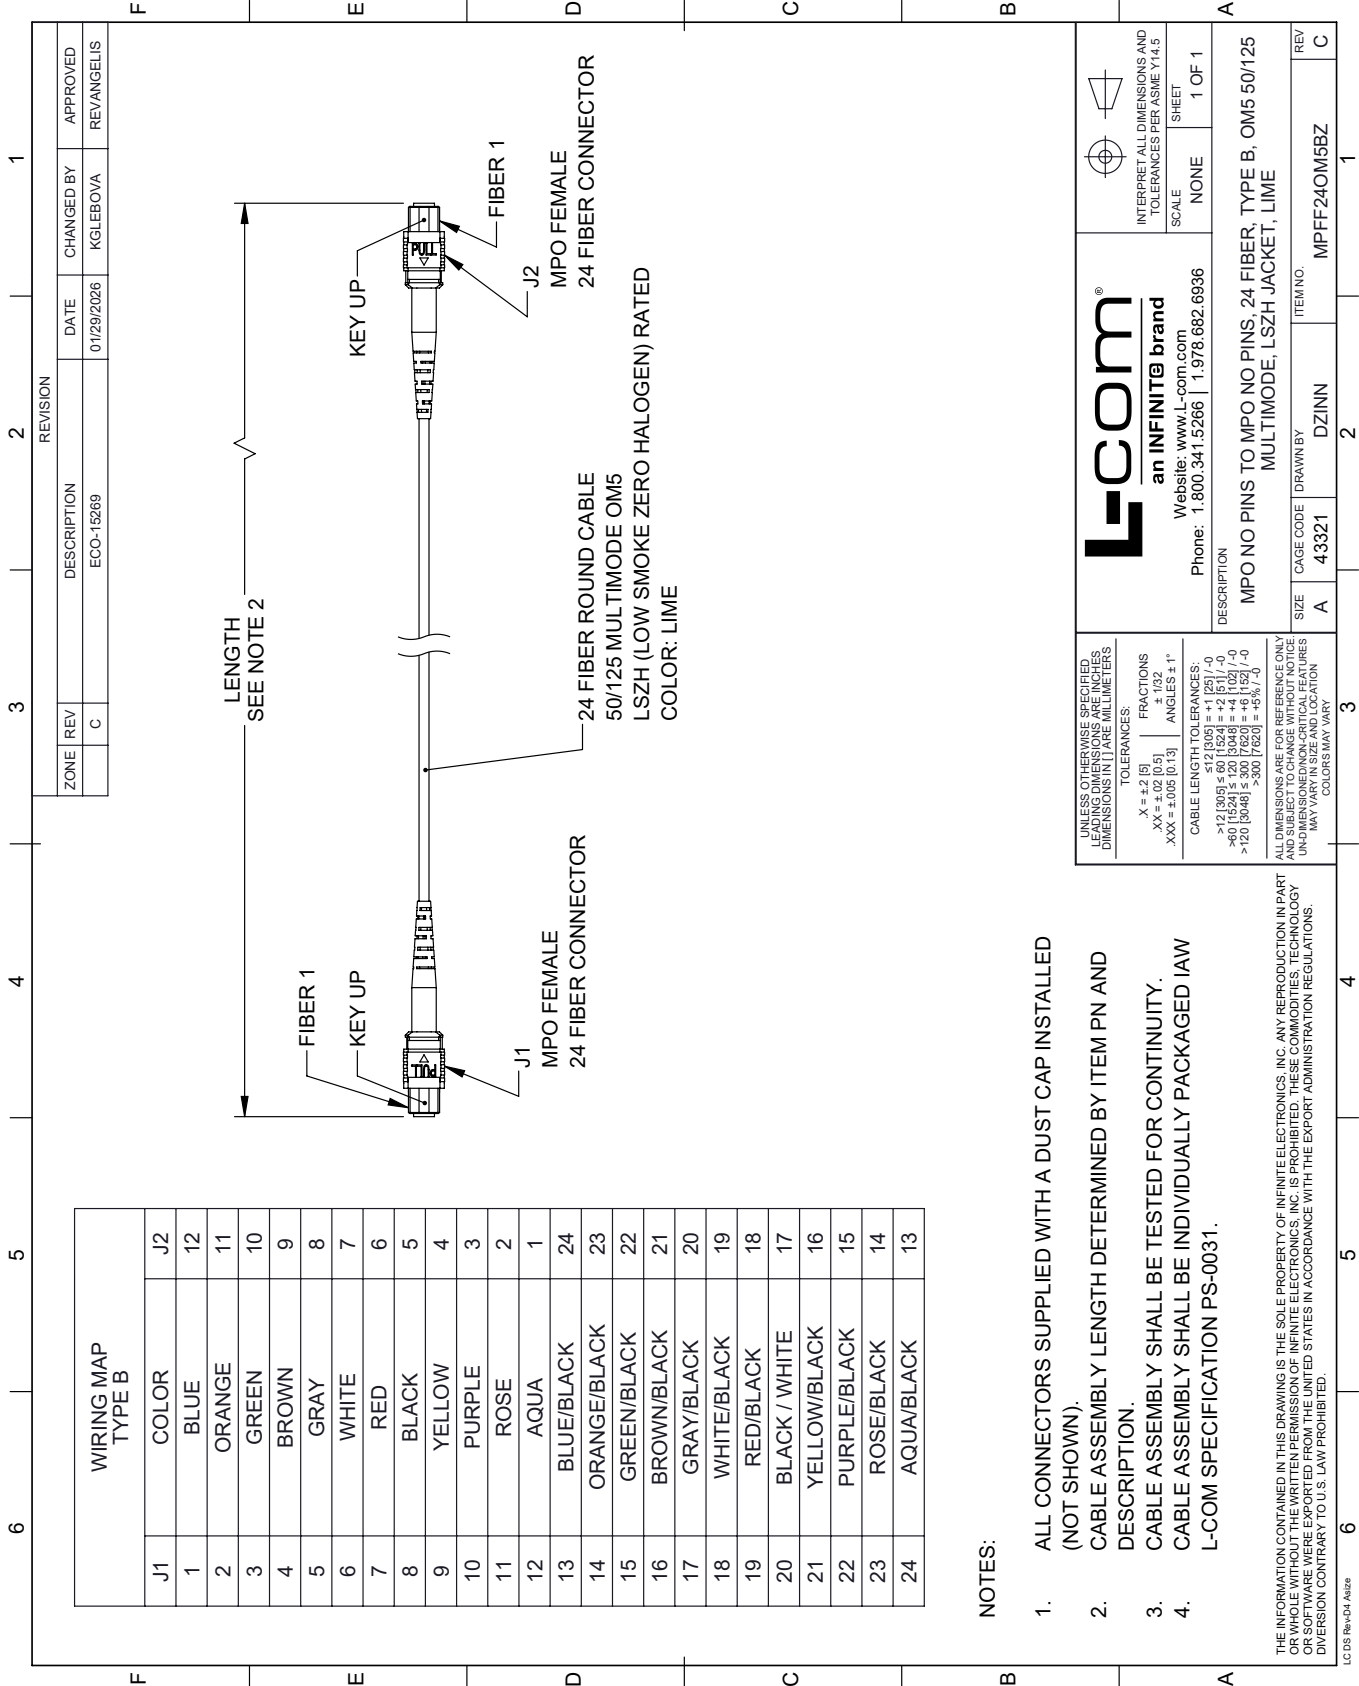 6
5
4
3
2
1
F
E
D
C
B
A
REVISION
ZONE REV DESCRIPTION DATE CHANGED BY APPROVED
C ECO-15269 01/29/2026 KGLEBOVA REVANGELIS
WIRING MAP
TYPE B
J1 COLOR J2
1 BLUE 12
2 ORANGE 11
3 GREEN 10
4 BROWN 9
5 GRAY 8
6 WHITE 7
7 RED 6
8 BLACK 5
9 YELLOW 4
10 PURPLE 3
11 ROSE 2
12 AQUA 1
13 BLUE/BLACK 24
14 ORANGE/BLACK 23
15 GREEN/BLACK 22
16 BROWN/BLACK 21
17 GRAY/BLACK 20
18 WHITE/BLACK 19
19 RED/BLACK 18
20 BLACK / WHITE 17
21 YELLOW/BLACK 16
22 PURPLE/BLACK 15
23 ROSE/BLACK 14
24 AQUA/BLACK 13
LENGTH
SEE NOTE 2
FIBER 1
KEY UP
PULL
J1
MPO FEMALE
24 FIBER CONNECTOR
24 FIBER ROUND CABLE
50/125 MULTIMODE OM5
LSZH (LOW SMOKE ZERO HALOGEN) RATED
COLOR: LIME
KEY UP
PULL
FIBER 1
J2
MPO FEMALE
24 FIBER CONNECTOR
NOTES:
1. ALL CONNECTORS SUPPLIED WITH A DUST CAP INSTALLED
(NOT SHOWN).
2. CABLE ASSEMBLY LENGTH DETERMINED BY ITEM PN AND
DESCRIPTION.
3. CABLE ASSEMBLY SHALL BE TESTED FOR CONTINUITY.
4. CABLE ASSEMBLY SHALL BE INDIVIDUALLY PACKAGED IAW
L-COM SPECIFICATION PS-0031.
THE INFORMATION CONTAINED IN THIS DRAWING IS THE SOLE PROPERTY OF INFINITE ELECTRONICS, INC. ANY REPRODUCTION IN PART
OR WHOLE WITHOUT THE WRITTEN PERMISSION OF INFINITE ELECTRONICS, INC. IS PROHIBITED. THESE COMMODITIES, TECHNOLOGY
OR SOFTWARE WERE EXPORTED FROM THE UNITED STATES IN ACCORDANCE WITH THE EXPORT ADMINISTRATION REGULATIONS.
DIVERSION CONTRARY TO U.S. LAW PROHIBITED.
UNLESS OTHERWISE SPECIFIED
LEADING DIMENSIONS ARE INCHES
DIMENSIONS IN [ ] ARE MILLIMETERS
TOLERANCES:
.X = ±.2 [5]
.XX = ±.02 [0.5]
.XXX = ±.005 [0.13]
FRACTIONS
± 1/32
ANGLES ± 1°
CABLE LENGTH TOLERANCES:
≤12 [305] = +1 [25] / -0
>12 [305] ≤ 60 [1524] = +2 [51] / -0
>60 [1524] ≤ 120 [3048] = +4 [102] / -0
>120 [3048] ≤ 300 [7620] = +6 [152] / -0
>300 [7620] = +5% / -0
ALL DIMENSIONS ARE FOR REFERENCE ONLY
AND SUBJECT TO CHANGE WITHOUT NOTICE.
UN-DIMENSIONED/NON-CRITICAL FEATURES
MAY VARY IN SIZE AND LOCATION
COLORS MAY VARY
L-com®
an INFINIT@ brand
Website: www.L-com.com
Phone: 1.800.341.5266 | 1.978.682.6936
INTERPRET ALL DIMENSIONS AND
TOLERANCES PER ASME Y14.5
SCALE
NONE
SHEET
1 OF 1
DESCRIPTION
MPO NO PINS TO MPO NO PINS, 24 FIBER, TYPE B, OM5 50/125
MULTIMODE, LSZH JACKET, LIME
SIZE
A
CAGE CODE
43321
DRAWN BY
DZINN
ITEM NO.
MPFF24OM5BZ
REV
C
F
E
D
C
B
A
6
5
4
3
2
1
LC DS Rev-D4 Asize